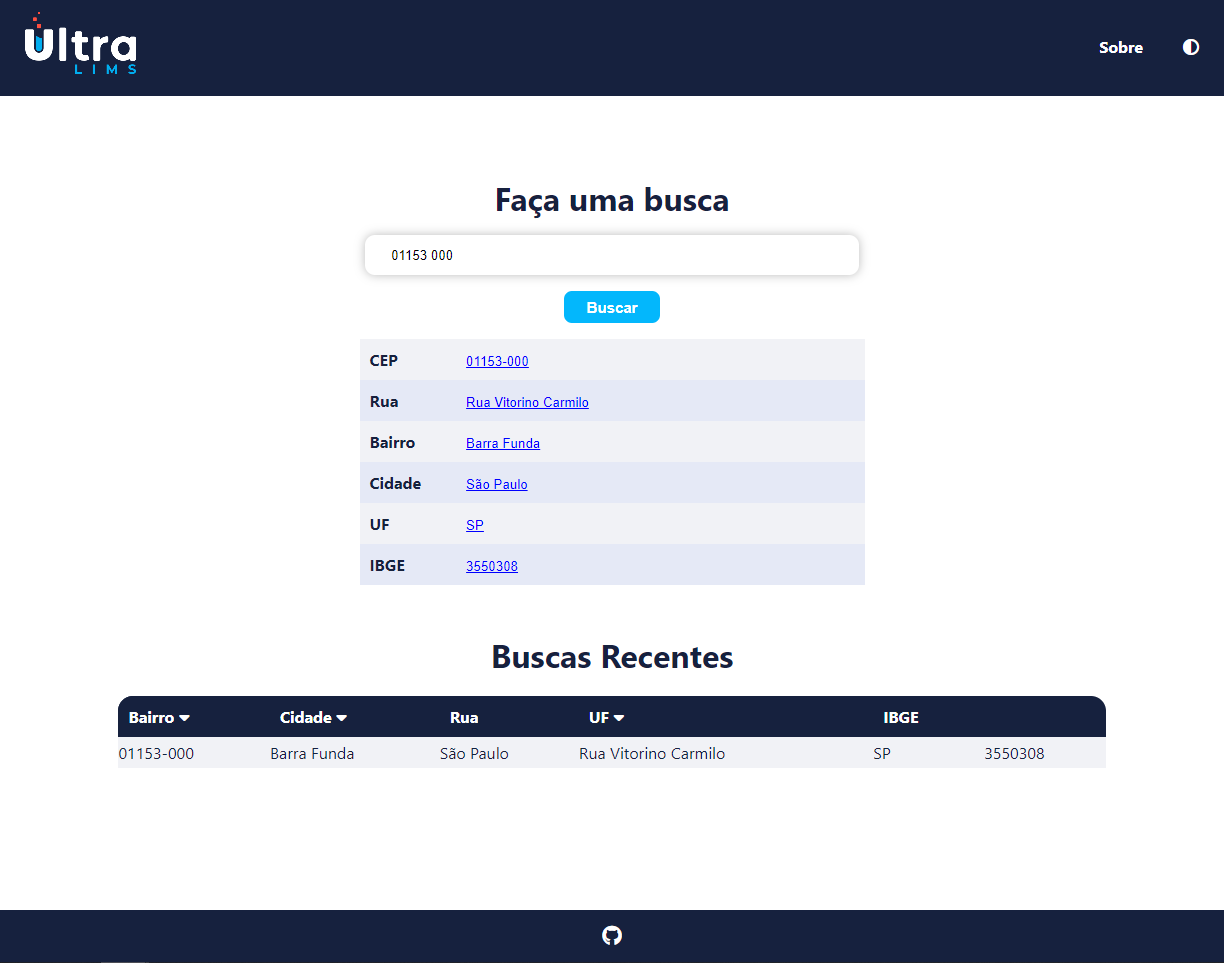 Ultra
LIMS
Sobre
Faça uma busca
01153 000
Buscar
CEP 01153-000
Rua Rua Vitorino Carmilo
Bairro Barra Funda
Cidade São Paulo
UF SP
IBGE 3550308
Buscas Recentes
Bairro Cidade Rua UF IBGE
01153-000 Barra Funda São Paulo Rua Vitorino Carmilo SP 3550308